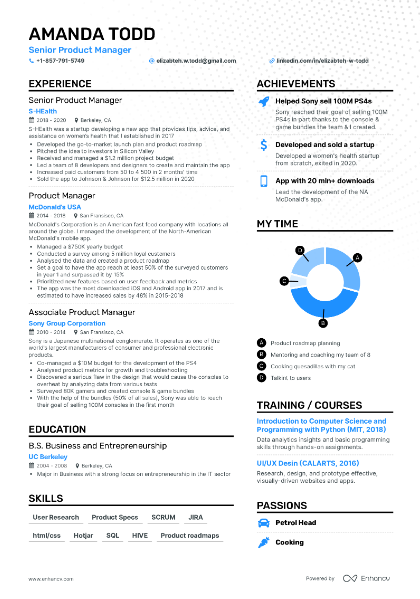 AMANDA TODD
Senior Product Manager
+1-857-791-5749
elizabteh.w.todd@gmail.com
linkedin.com/in/elizabteh-w-todd
EXPERIENCE
Senior Product Manager
S-HEalth
2018 - 2020 Berkeley, CA
S-HEalth was a startup developing a new app that provides tips, advice, and
assistance on women's health that I established in 2017
• Developed the go-to-market launch plan and product roadmap
• Pitched the idea to investors in Silicon Valley
• Received and managed a $1.2 million project budget
• Led a team of 8 developers and designers to create and maintain the app
• Increased paid customers from 50 to 4 500 in 2 months' time
• Sold the app to Johnson & Johnson for $12.5 million in 2020
Product Manager
McDonald's USA
2014 - 2018 San Fransisco, CA
McDonald's Corporation is an American fast-food company with locations all
around the globe. I managed the development of the North-American
McDonald's mobile app.
• Managed a $750K yearly budget
• Conducted a survey among 5 million loyal customers
• Analysed the data and created a product roadmap
• Set a goal to have the app reach at least 50% of the surveyed customers
in year 1 and surpassed it by 15%
• Prioritized new features based on user feedback and metrics
• The app was the most downloaded iOS and Android app in 2017 and is
estimated to have increased sales by 48% in 2015-2018
Associate Product Manager
Sony Group Corporation
2010 - 2014 San Fransisco, CA
Sony is a Japanese multinational conglomerate. It operates as one of the
world's largest manufacturers of consumer and professional electronic
products.
• Co-managed a $10M budget for the development of the PS4
• Analysed product metrics for growth and troubleshooting
• Discovered a serious flaw in the design that would cause the consoles to
overheat by analyzing data from various tests
• Surveyed 60K gamers and created console & game bundles
• With the help of the bundles (50% of all sales), Sony was able to reach
their goal of selling 100M consoles in the first month
EDUCATION
B.S. Business and Entrepreneurship
UC Berkeley
2004 - 2008 Berkeley, CA
• Major in Business with a strong focus on entrepreneurship in the IT sector
SKILLS
User Research Product Specs SCRUM JIRA
html/css Hotjar SQL HIVE Product roadmaps
ACHIEVEMENTS
Helped Sony sell 100M PS4s
Sony reached their goal of selling 100M
PS4s in part thanks to the console &
game bundles the team & I created.
Developed and sold a startup
Developed a women's health startup
from scratch, exited in 2020.
App with 20 mln+ downloads
Lead the development of the NA
McDonald's app.
MY TIME
D
A
C
B
A Product roadmap planning
B Mentoring and coaching my team of 8
C Cooking quesadillas with my cat
D Talkint to users
TRAINING / COURSES
Introduction to Computer Science and
Programming with Python (MIT, 2018)
Data analytics insights and basic programming
skills through hands-on assignments.
UI/UX Desin (CALARTS, 2016)
Research, design, and prototype effective,
visually-driven websites and apps.
PASSIONS
Petrol Head
Cooking
www.enhancv.com
Powered by Enhancv